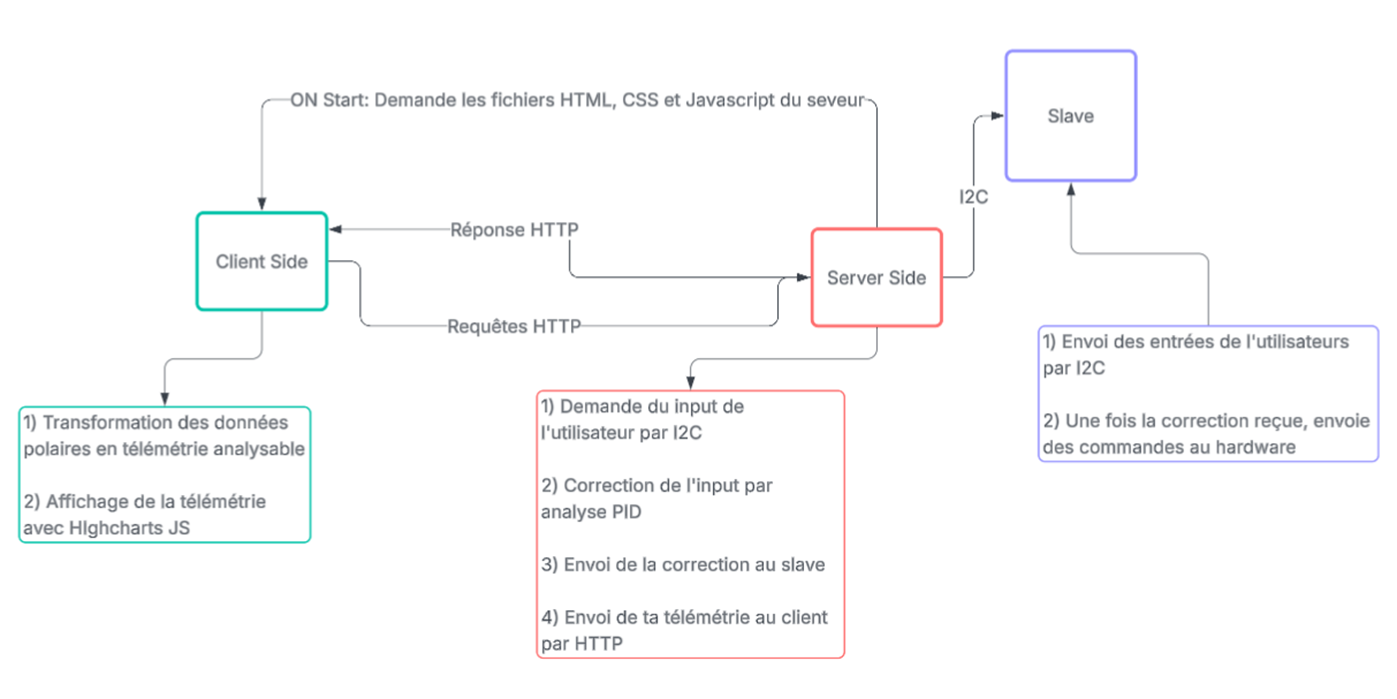 ON Start: Demande les fichiers HTML, CSS et Javascript du seveur
Slave
I2C
Réponse HTTP
Client Side
Server Side
Requêtes HTTP
1) Transformation des données
polaires en télémétrie analysable
2) Affichage de la télémétrie
avec HIghcharts JS
1) Demande du input de
l'utilisateur par I2C
2) Correction de l'input par
analyse PID
3) Envoi de la correction au slave
4) Envoi de ta télémétrie au client
par HTTP
1) Envoi des entrées de l'utilisateurs
par I2C
2) Une fois la correction reçue, envoie
des commandes au hardware